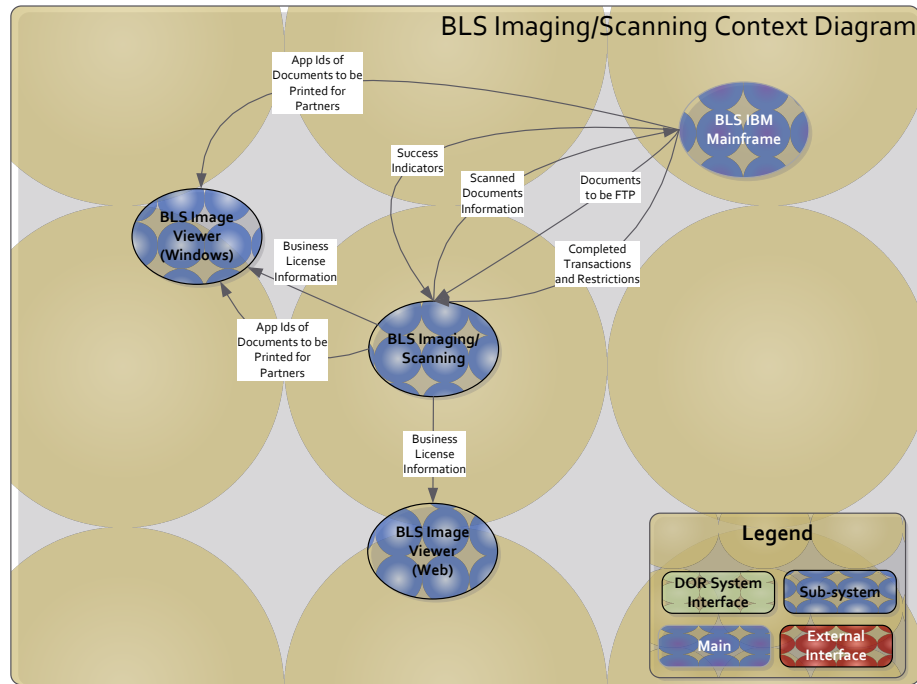 BLS Imaging/Scanning Context Diagram
App Ids of
Documents to be
Printed for
Partners
BLS IBM
Mainframe
Success
Indicators
Scanned
Documents
Information
Documents
to be FTP
BLS Image
Viewer
(Windows)
Business
License
Information
Completed
Transactions
and Restrictions
App Ids of
Documents to be
Printed for
Partners
BLS Imaging/
Scanning
Business
License
Information
BLS Image
Viewer
(Web)
Legend
DOR System
Interface
Sub-system
Main
External
Interface